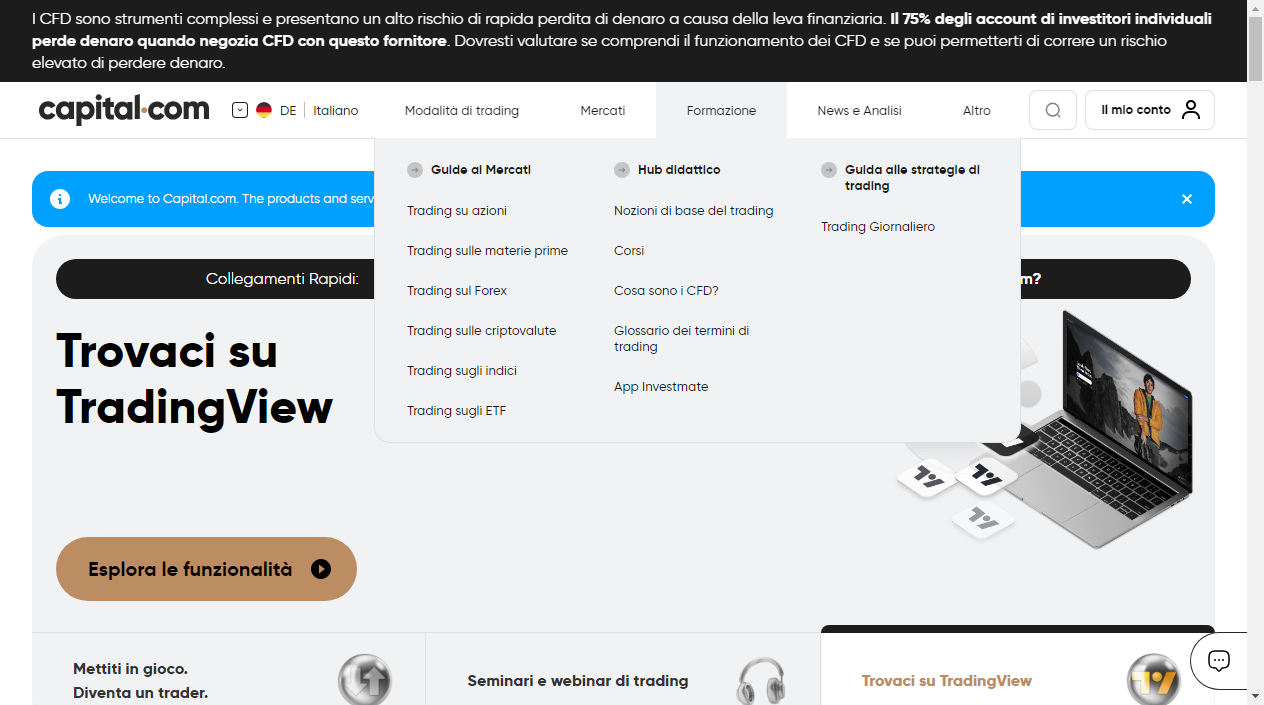 I CFD sono strumenti complessi e presentano un alto rischio di rapida perdita di denaro a causa della leva finanziaria. Il 75% degli account di investitori individuali
perde denaro quando negozia CFD con questo fornitore. Dovresti valutare se comprendi il funzionamento dei CFD e se puoi permetterti di correre un rischio
elevato di perdere denaro.
capital.com
DE
Italiano
Modalità di trading
Mercati
Formazione
News e Analisi
Altro
Il mio conto
Guide ai Mercati
Trading su azioni
Trading sulle materie prime
Trading sul Forex
Trading sulle criptovalute
Trading sugli indici
Trading sugli ETF
Hub didattico
Nozioni di base del trading
Corsi
Cosa sono i CFD?
Glossario dei termini di
trading
App Investmate
Guida alle strategie di
trading
Trading Giornaliero
Welcome to Capital.com. The products and serv
Collegamenti Rapidi:
m?
Trovaci su
TradingView
Esplora le funzionalità
Mettiti in gioco.
Diventa un trader.
Seminari e webinar di trading
Trovaci su TradingView